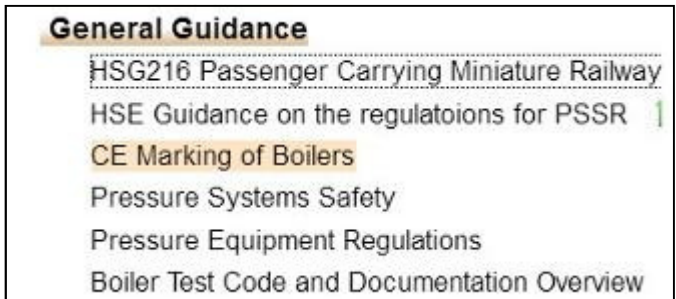 General Guidance
HSG216 Passenger Carrying Miniature Railway
HSE Guidance on the regulatoions for PSSR
CE Marking of Boilers
Pressure Systems Safety
Pressure Equipment Regulations
Boiler Test Code and Documentation Overview